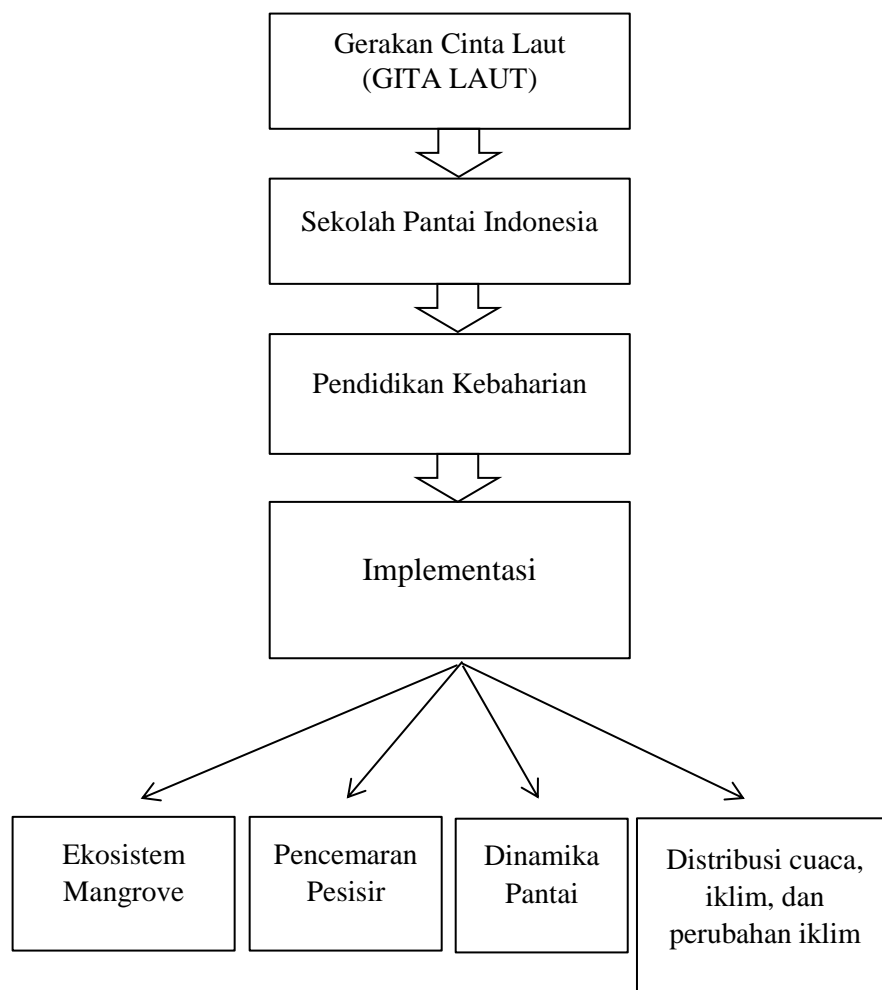 Gerakan Cinta Laut
(GITA LAUT)
Sekolah Pantai Indonesia
Pendidikan Kebaharian
Implementasi
Ekosistem
Mangrove
Pencemaran
Pesisir
Dinamika
Pantai
Distribusi cuaca,
iklim, dan
perubahan iklim